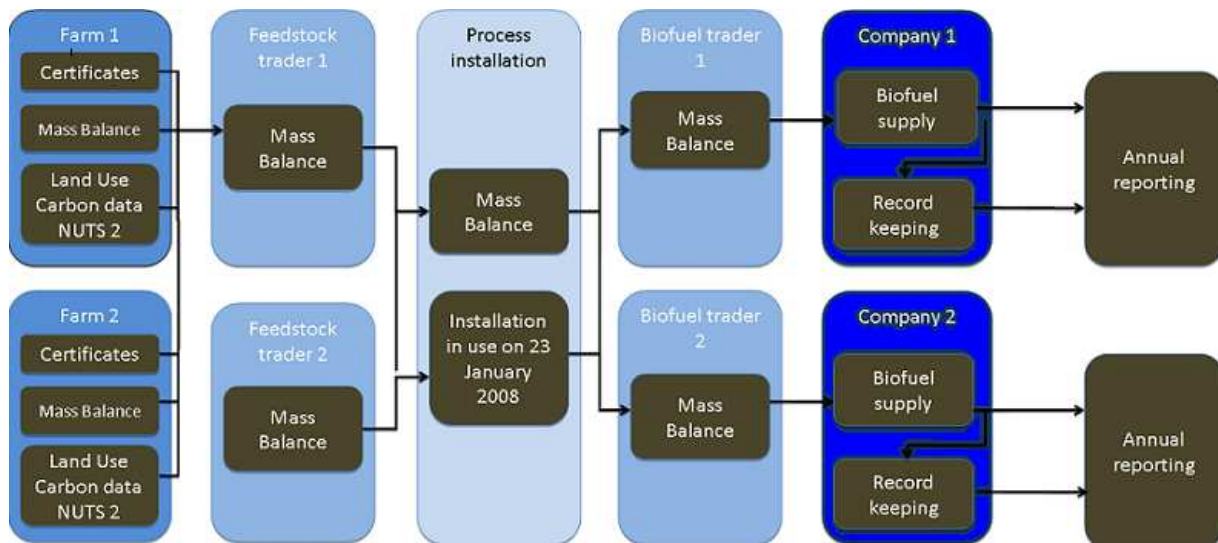 Farm 1
Certificates
Mass Balance
Land Use
Carbon data
NUTS 2
Feedstock
trader 1
Mass
Balance
Process
installation
Mass
Balance
Installation
in use on 23
January
2008
Biofuel trader
1
Mass
Balance
Company 1
Biofuel
supply
Record
keeping
Annual
reporting
Farm 2
Certificates
Mass Balance
Land Use
Carbon data
NUTS 2
Feedstock
trader 2
Mass
Balance
Biofuel trader
2
Mass
Balance
Company 2
Biofuel
supply
Record
keeping
Annual
reporting